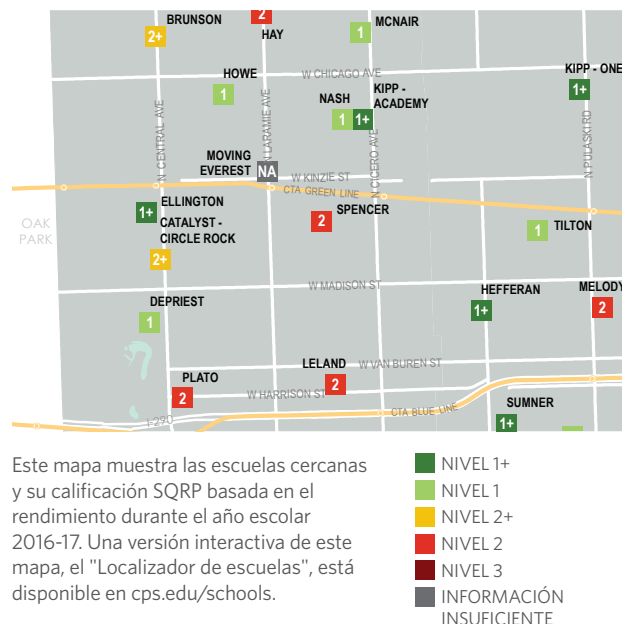 BRUNSON
2+
2
HAY
1
MCNAIR
HOWE
1
W CHICAGO AVE
KIPP - ONE
1+
NASH
KIPP -
ACADEMY
1
1+
N CENTRAL AVE
N LARAMIE AVE
N CICERO AVE
N PULASKI RD
MOVING
EVEREST
NA
W KINZIE ST
CTA GREEN LINE
OAK
PARK
1+
ELLINGTON
CATALYST -
CIRCLE ROCK
2+
2
SPENCER
1
TILTON
W MADISON ST
DEPRIEST
1
HEFFERAN
1+
MELODY
2
W VAN BUREN ST
PLATO
2
LELAND
2
W HARRISON ST
I-290
CTA BLUE LINE
SUMNER
1+
Este mapa muestra las escuelas cercanas
y su calificación SQRP basada en el
rendimiento durante el año escolar
2016-17. Una versión interactiva de este
mapa, el "Localizador de escuelas", está
disponible en cps.edu/schools.
NIVEL 1+
NIVEL 1
NIVEL 2+
NIVEL 2
NIVEL 3
INFORMACIÓN
INSUFICIENTE